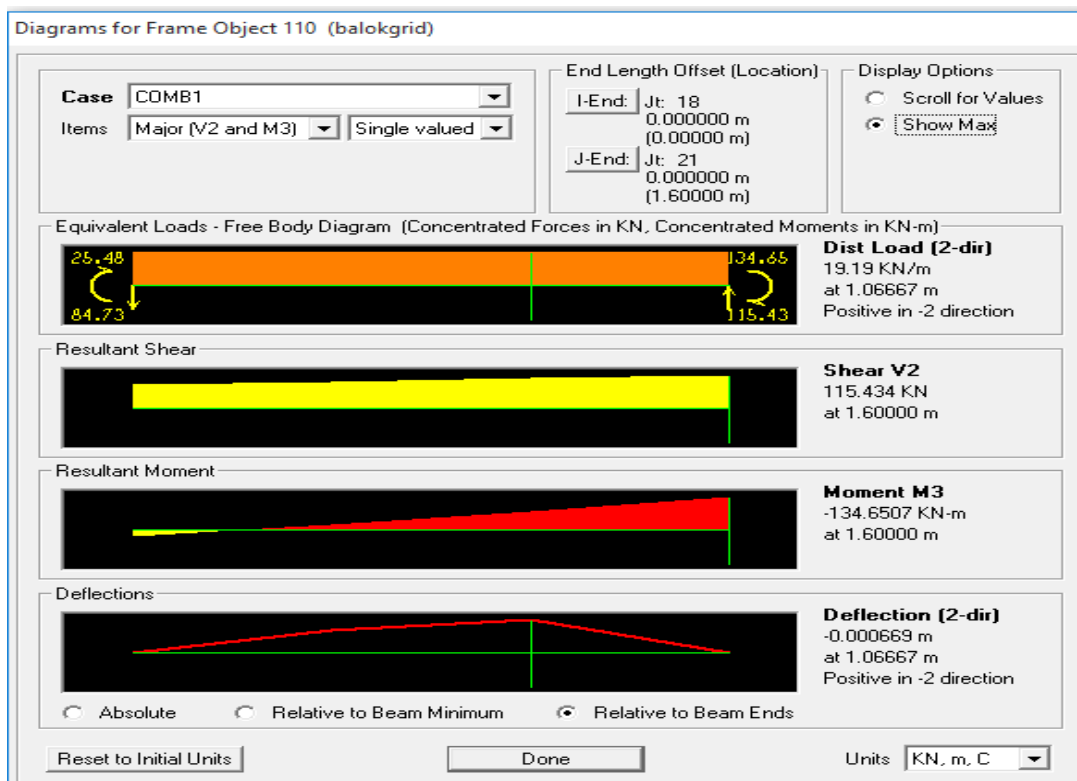 Diagrams for Frame Object 110 (balokgrid)
Case COMB1
Items Major (V2 and M3) Single valued
End Length Offset (Location)
I-End: Jt: 18
0.000000 m
(0.00000 m)
J-End: Jt: 21
0.000000 m
(1.60000 m)
Display Options
Scroll for Values
Show Max
Equivalent Loads - Free Body Diagram (Concentrated Forces in KN, Concentrated Moments in KN-m)
25.48
134.65
84.73
115.43
Dist Load (2-dir)
19.19 KN/m
at 1.06667 m
Positive in -2 direction
Resultant Shear
Shear V2
115.434 KN
at 1.60000 m
Resultant Moment
Moment M3
-134.6507 KN-m
at 1.60000 m
Deflections
Deflection (2-dir)
-0.000669 m
at 1.06667 m
Positive in -2 direction
Absolute Relative to Beam Minimum Relative to Beam Ends
Reset to Initial Units Done Units KN, m, C